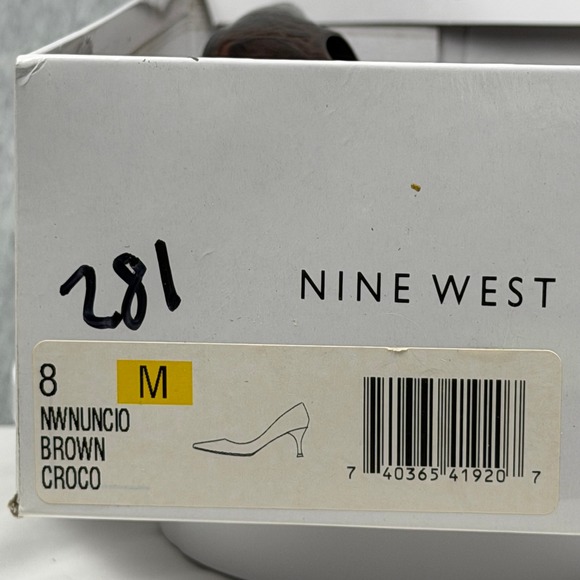 281
NINE WEST
8 M
NWNUNCIO
BROWN
CROCO
7 40365 41920 7